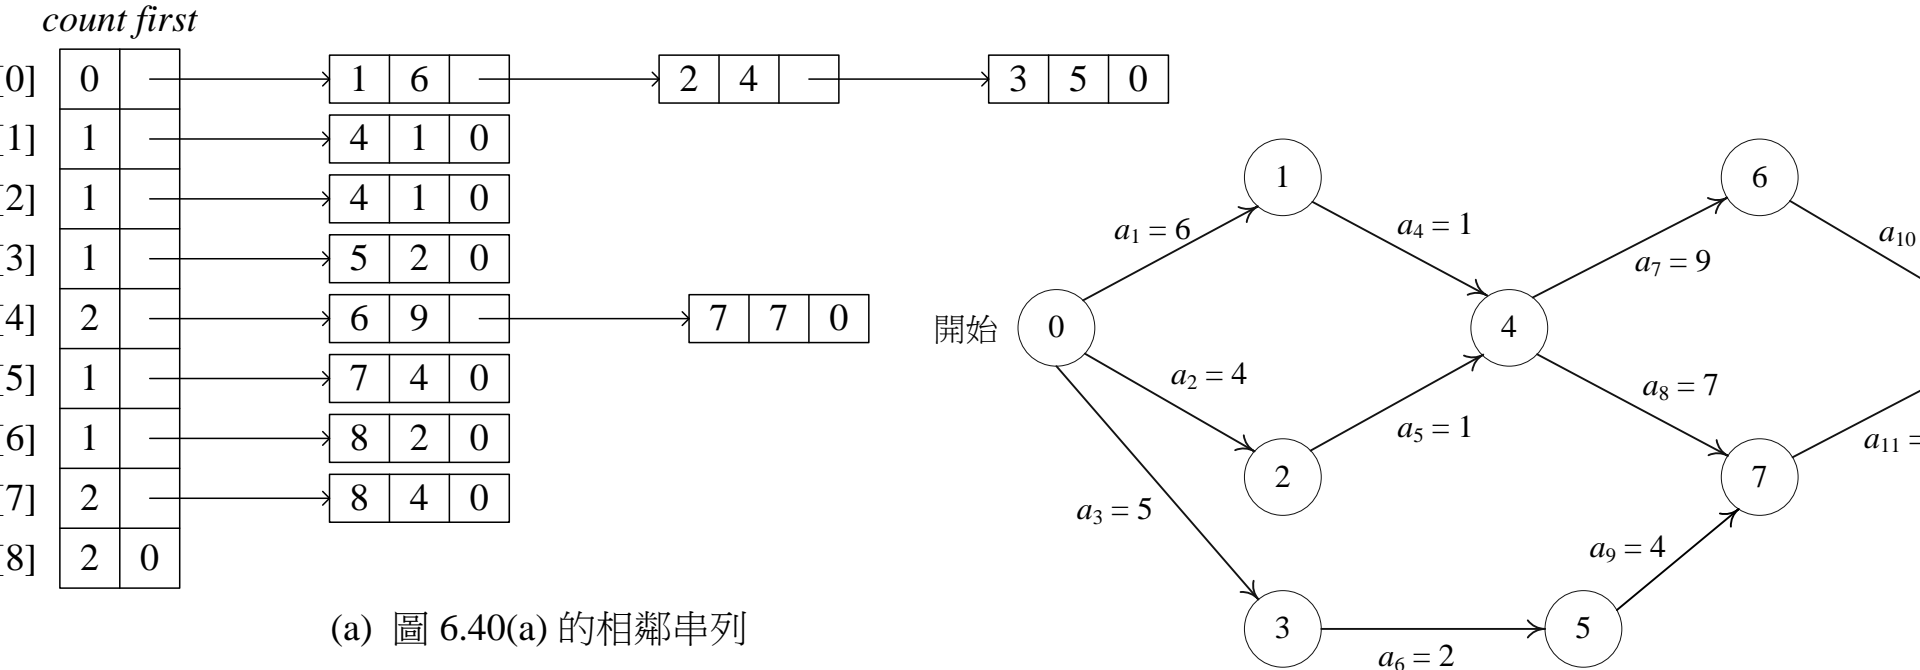 count first
0] 0 1 6 2 4 3 5 0
1] 1 4 1 0
2] 1 4 1 0
3] 1 5 2 0
4] 2 6 9 7 7 0
5] 1 7 4 0
6] 1 8 2 0
7] 2 8 4 0
8] 2 0
(a) 圖 6.40(a) 的相鄰串列
1
6
a1 = 6
a4 = 1
a7 = 9
a10
開始
0
4
a2 = 4
a8 = 7
a5 = 1
a11 =
2
7
a3 = 5
a9 = 4
3
5
a6 = 2